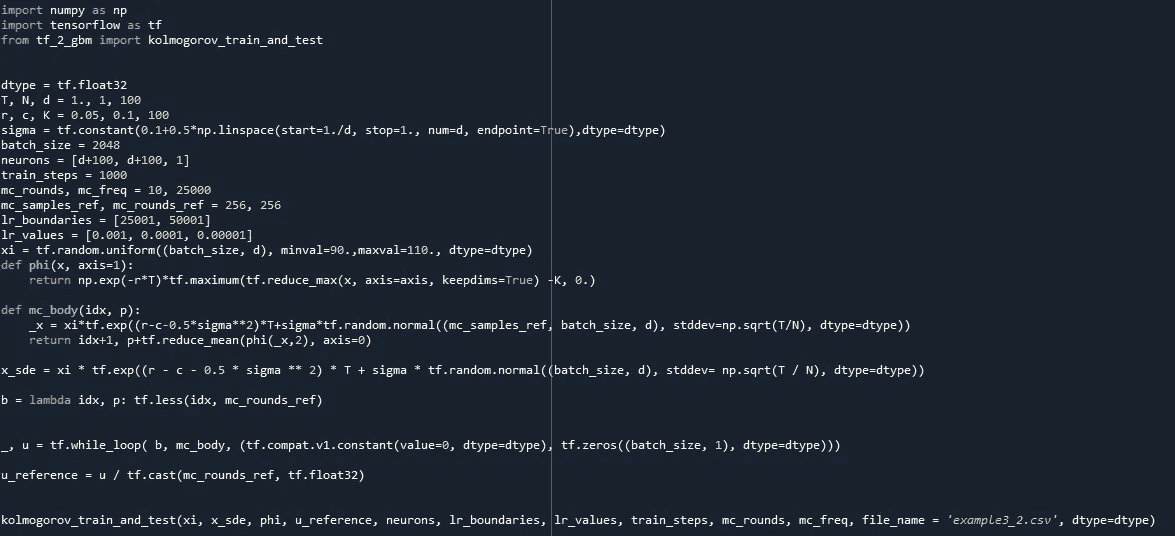 import numpy as np
import tensorflow as tf
from tf_2_gbm import kolmogorov_train_and_test
dtype = tf.float32
T, N, d = 1., 1, 100
r, c, K = 0.05, 0.1, 100
sigma = tf.constant(0.1+0.5*np.linspace(start=1./d, stop=1., num=d, endpoint=True),dtype=dtype)
batch_size = 2048
neurons = [d+100, d+100, 1]
train_steps = 1000
mc_rounds, mc_freq = 10, 25000
mc_samples_ref, mc_rounds_ref = 256, 256
lr_boundaries = [25001, 50001]
lr_values = [0.001, 0.0001, 0.00001]
xi = tf.random.uniform((batch_size, d), minval=90.,maxval=110., dtype=dtype)
def phi(x, axis=1):
    return np.exp(-r*T)*tf.maximum(tf.reduce_max(x, axis=axis, keepdims=True) -K, 0.)
def mc_body(idx, p):
    _x = xi*tf.exp((r-c-0.5*sigma**2)*T+sigma*tf.random.normal((mc_samples_ref, batch_size, d), stddev=np.sqrt(T/N), dtype=dtype))
    return idx+1, p+tf.reduce_mean(phi(_x,2), axis=0)
x_sde = xi * tf.exp((r - c - 0.5 * sigma ** 2) * T + sigma * tf.random.normal((batch_size, d), stddev= np.sqrt(T / N), dtype=dtype))
b = lambda idx, p: tf.less(idx, mc_rounds_ref)
_, u = tf.while_loop( b, mc_body, (tf.compat.v1.constant(value=0, dtype=dtype), tf.zeros((batch_size, 1), dtype=dtype)))
u_reference = u / tf.cast(mc_rounds_ref, tf.float32)
kolmogorov_train_and_test(xi, x_sde, phi, u_reference, neurons, lr_boundaries, lr_values, train_steps, mc_rounds, mc_freq, file_name = 'example3_2.csv', dtype=dtype)